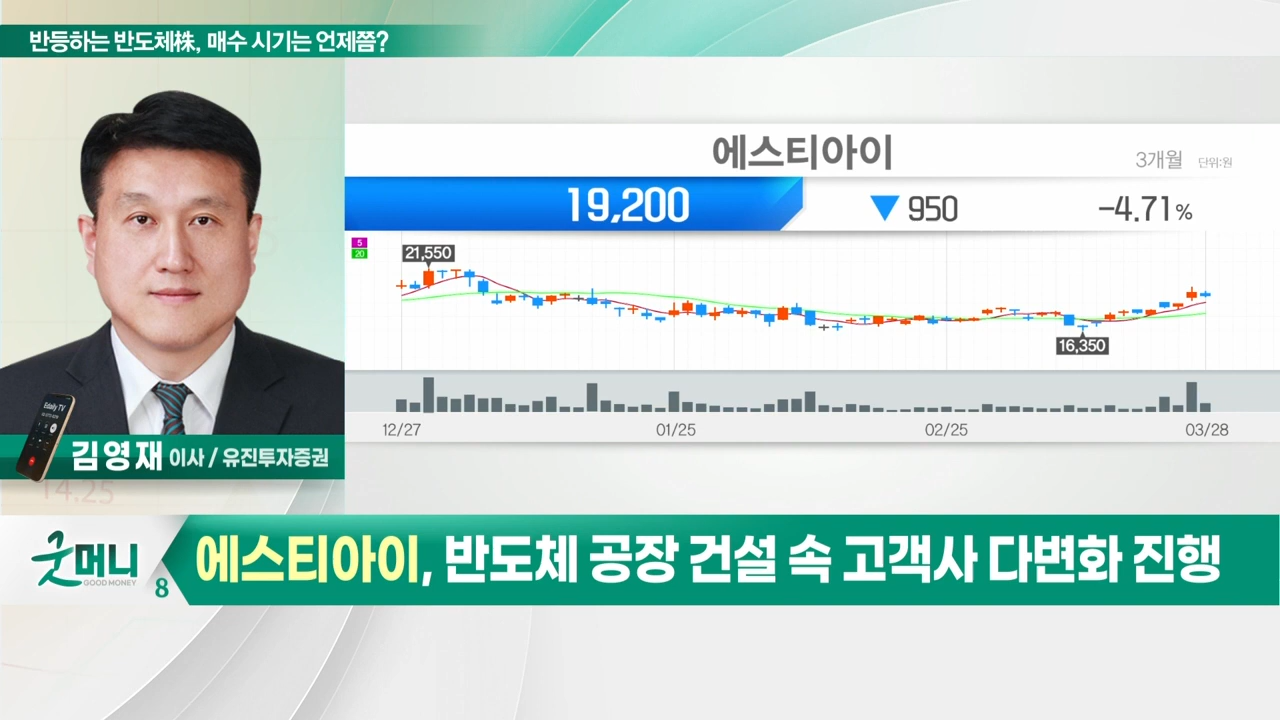 반등하는 반도체株, 매수 시기는 언제쯤?
에스티아이
3개월 단위:원
19,200 ▼ 950 -4.71%
5
20
21,550
16,350
12/27 01/25 02/25 03/28
Edaily TV
김영재 이사 / 유진투자증권
14.25
굿머니
GOOD MONEY
8
에스티아이, 반도체 공장 건설 속 고객사 다변화 진행